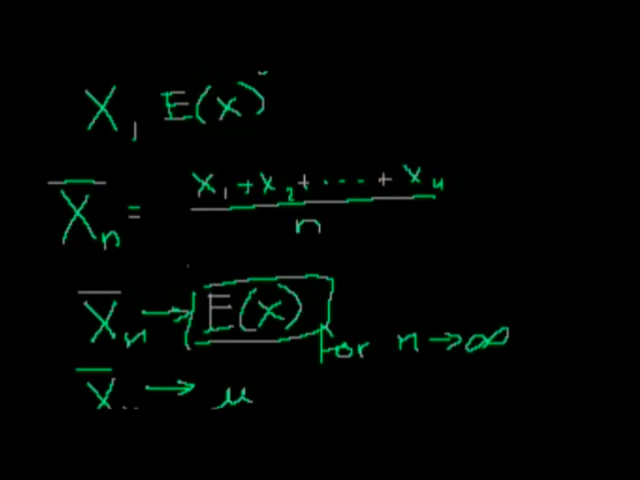 X, E(x)
X̄n = (x1 + x2 + ····+ xn) / n
X̄n → E(x) for n → ∞
X̄n → μ